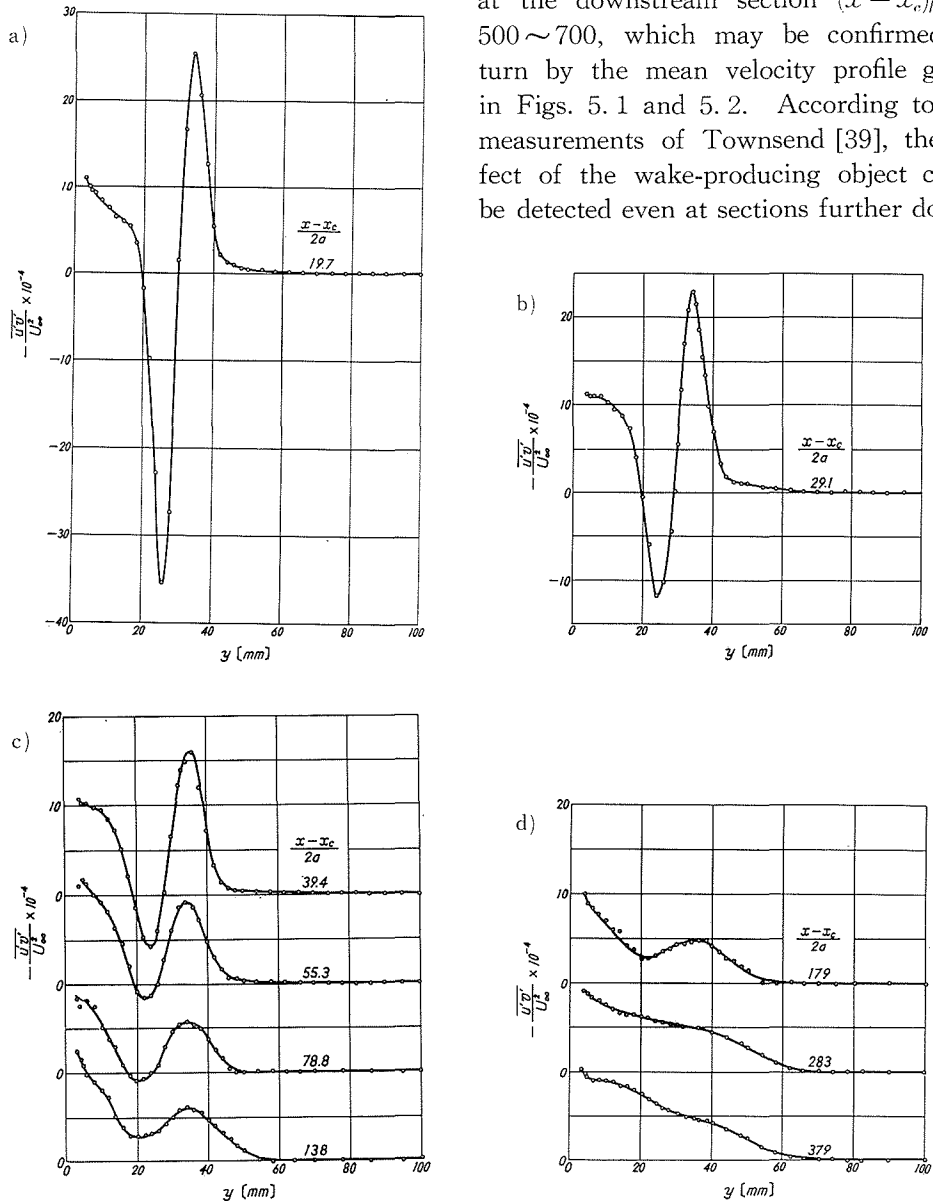 at the downstream section
500~700, which may be confirmed
turn by the mean velocity profile g
in Figs. 5.1 and 5.2. According to
measurements of Townsend [39], the
fect of the wake-producing object c
be detected even at sections further do
a)
30
20
10
0
−10
−20
−30
−40
−u'v'/U²∞ ×10⁻⁴
x−x_c/2a
19.7
0 20 40 60 80 100
y [mm]
b)
20
10
0
−10
−u'v'/U²∞ ×10⁻⁴
x−x_c/2a
29.1
0 20 40 60 80 100
y [mm]
c)
20
10
0
0
0
0
−u'v'/U²∞ ×10⁻⁴
x−x_c/2a
39.4
55.3
78.8
138
0 20 40 60 80 100
y [mm]
d)
20
10
0
0
0
−u'v'/U²∞ ×10⁻⁴
x−x_c/2a
179
283
379
0 20 40 60 80 100
y [mm]